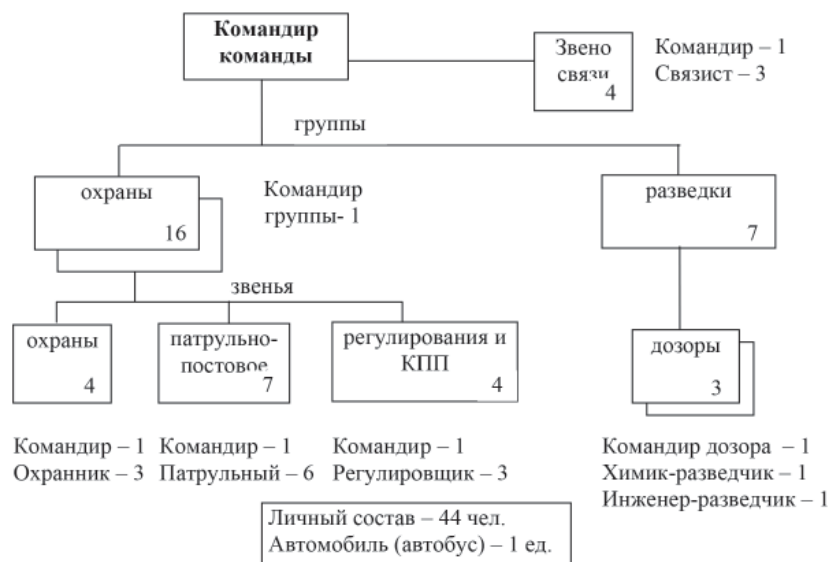 Командир
команды
Звено
связи
4
Командир – 1
Связист – 3
группы
охраны
16
Командир
группы- 1
разведки
7
звенья
охраны
4
патрульно-
постовое
7
регулирования и
КПП
4
дозоры
3
Командир – 1
Охранник – 3
Командир – 1
Патрульный – 6
Командир – 1
Регулировщик – 3
Командир дозора – 1
Химик-разведчик – 1
Инженер-разведчик – 1
Личный состав – 44 чел.
Автомобиль (автобус) – 1 ед.